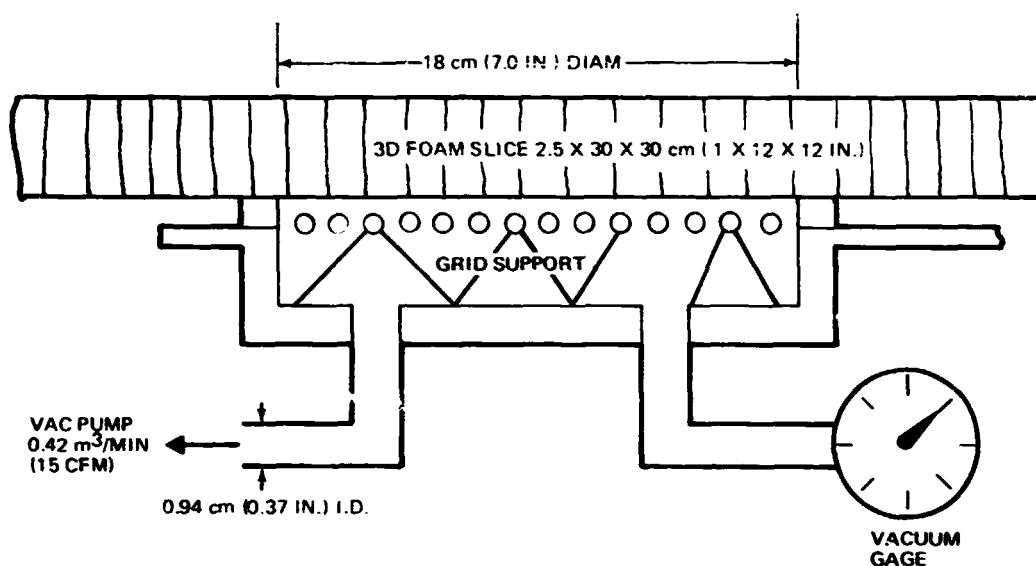 18 cm (7.0 IN.) DIAM
3D FOAM SLICE 2.5 X 30 X 30 cm (1 X 12 X 12 IN.)
GRID SUPPORT
VAC PUMP
0.42 m³/MIN
(15 CFM)
0.94 cm (0.37 IN.) I.D.
VACUUM
GAGE